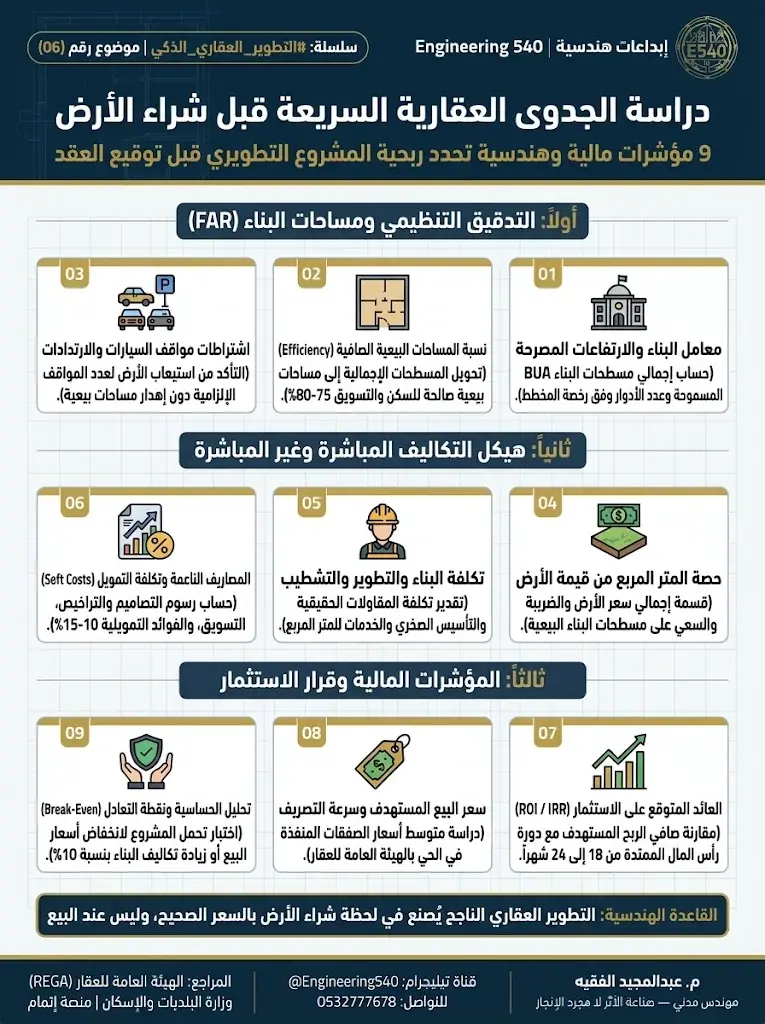 إبداعات هندسية | Engineering 540
E540
سلسلة: #التطوير_العقاري_الذكي | موضوع رقم (06)
دراسة الجدوى العقارية السريعة قبل شراء الأرض
9 مؤشرات مالية وهندسية تحدد ربحية المشروع التطويري قبل توقيع العقد
أولاً: التدقيق التنظيمي ومساحات البناء (FAR)
01
معامل البناء والارتفاعات المصرحة
(حساب إجمالي مسطحات البناء BUA
المسموحة وعدد الأدوار وفق رخصة المخطط).
02
نسبة المساحات البيعية الصافية (Efficiency)
(تحويل المسطحات الإجمالية إلى مساحات
بيعية صالحة للسكن والتسويق 75-80%).
03
P
اشتراطات مواقف السيارات والارتدادات
(التأكد من استيعاب الأرض لعدد المواقف
الإلزامية دون إهدار مساحات بيعية).
ثانياً: هيكل التكاليف المباشرة وغير المباشرة
04
حصة المتر المربع من قيمة الأرض
(قسمة إجمالي سعر الأرض والضريبة
والسعي على مسطحات البناء البيعية).
05
تكلفة البناء والتطوير والتشطيب
(تقدير تكلفة المقاولات الحقيقية
والتأسيس الصخري والخدمات للمتر المربع).
06
المصاريف الناعمة وتكلفة التمويل (Seft Costs)
(حساب رسوم التصاميم والتراخيص،
التسويق، والفوائد التمويلية 10-15%).
ثالثاً: المؤشرات المالية وقرار الاستثمار
07
العائد المتوقع على الاستثمار (ROI / IRR)
(مقارنة صافي الربح المستهدف مع دورة
رأس المال الممتدة من 18 إلى 24 شهراً.
08
سعر البيع المستهدف وسرعة التصريف
(دراسة متوسط أسعار الصفقات المنفذة
في الحي بالهيئة العامة للعقار).
09
تحليل الحساسية ونقطة التعادل (Break-Even)
(اختبار تحمل المشروع لانخفاض أسعار
البيع أو زيادة تكاليف البناء بنسبة 10%).
القاعدة الهندسية: التطوير العقاري الناجح يُصنع في لحظة شراء الأرض بالسعر الصحيح، وليس عند البيع
م. عبدالمجيد الفقيه
مهندس مدني — صناعة الأثر لا مجرد الإنجاز
قناة تيليجرام: Engineering540@
للتواصل: 0532777678
المراجع: الهيئة العامة للعقار (REGA)
وزارة البلديات والإسكان | منصة إتمام